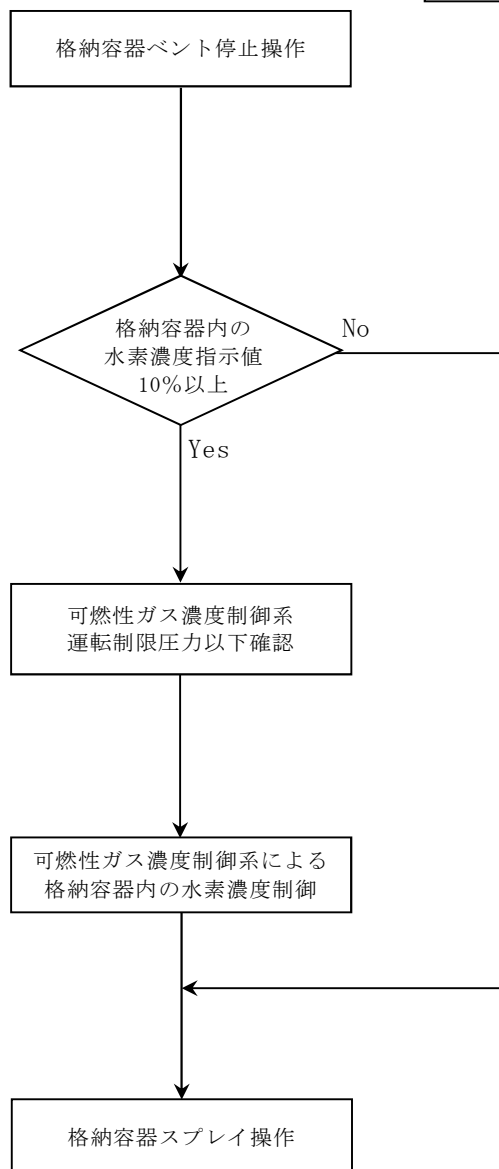 格納容器ベント停止操作
格納容器内の
水素濃度指示値
10%以上
No
Yes
可燃性ガス濃度制御系
運転制限圧力以下確認
可燃性ガス濃度制御系による
格納容器内の水素濃度制御
格納容器スプレイ操作